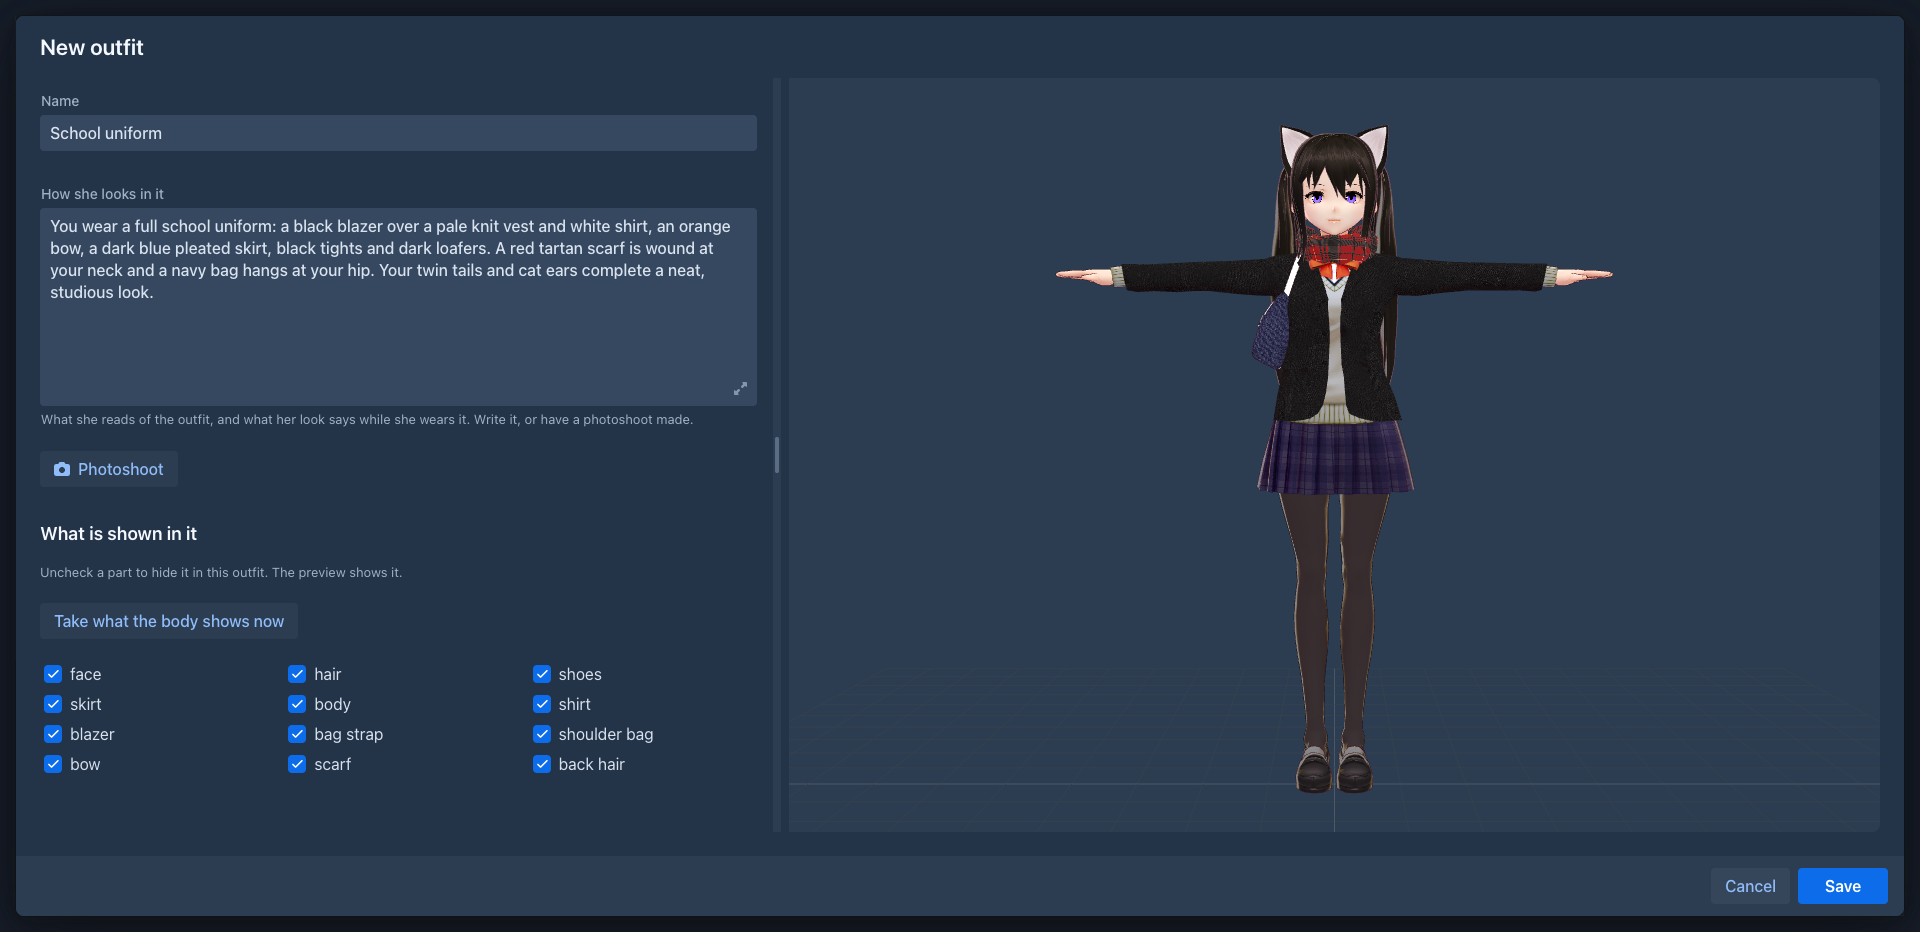 New outfit
Name
School uniform
How she looks in it
You wear a full school uniform: a black blazer over a pale knit vest and white shirt, an orange
bow, a dark blue pleated skirt, black tights and dark loafers. A red tartan scarf is wound at
your neck and a navy bag hangs at your hip. Your twin tails and cat ears complete a neat,
studious look.
What she reads of the outfit, and what her look says while she wears it. Write it, or have a photoshoot made.
Photoshoot
What is shown in it
Uncheck a part to hide it in this outfit. The preview shows it.
Take what the body shows now
face hair shoes
skirt body shirt
blazer bag strap shoulder bag
bow scarf back hair
Cancel Save